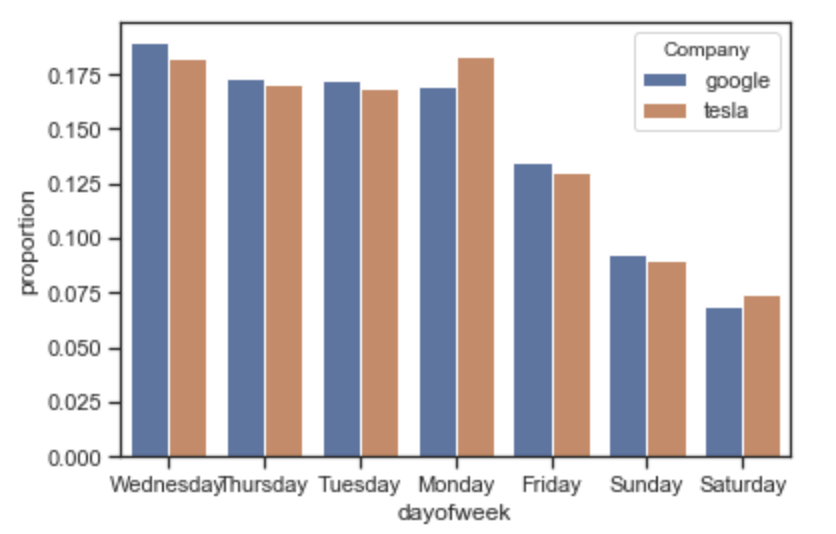 Company
google
tesla
0.175
0.150
0.125
0.100
0.075
0.050
0.025
0.000
proportion
Wednesday Thursday Tuesday Monday Friday Sunday Saturday
dayofweek